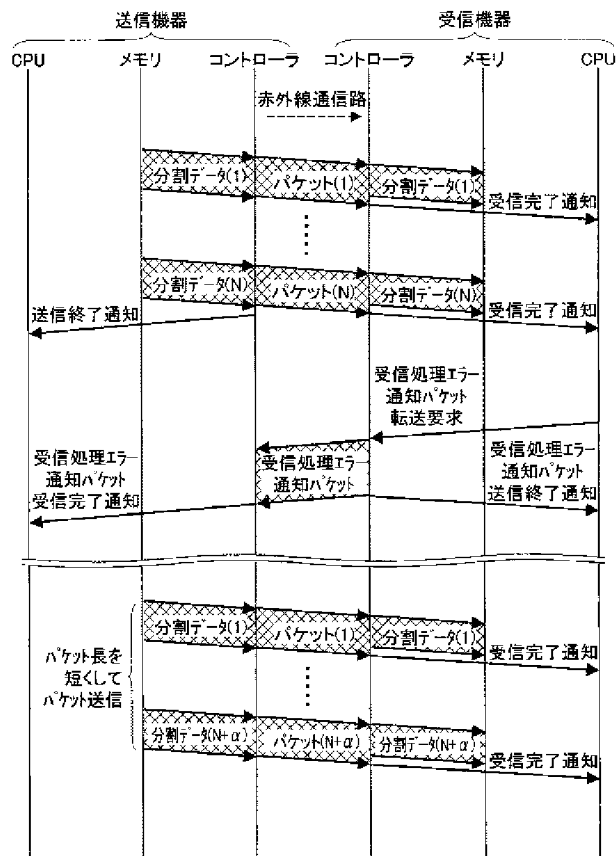 送信機器
受信機器
CPU
メモリ
コントローラ
コントローラ
メモリ
CPU
赤外線通信路
分割データ(1)
パケット(1)
分割データ(1)
受信完了通知
分割データ(N)
パケット(N)
分割データ(N)
送信終了通知
受信完了通知
受信処理エラー
通知パケット
転送要求
受信処理エラー
通知パケット
受信完了通知
受信処理エラー
通知パケット
受信処理エラー
通知パケット
送信終了通知
パケット長を
短くして
パケット送信
分割データ(1)
パケット(1)
分割データ(1)
受信完了通知
分割データ(N+α)
パケット(N+α)
分割データ(N+α)
受信完了通知